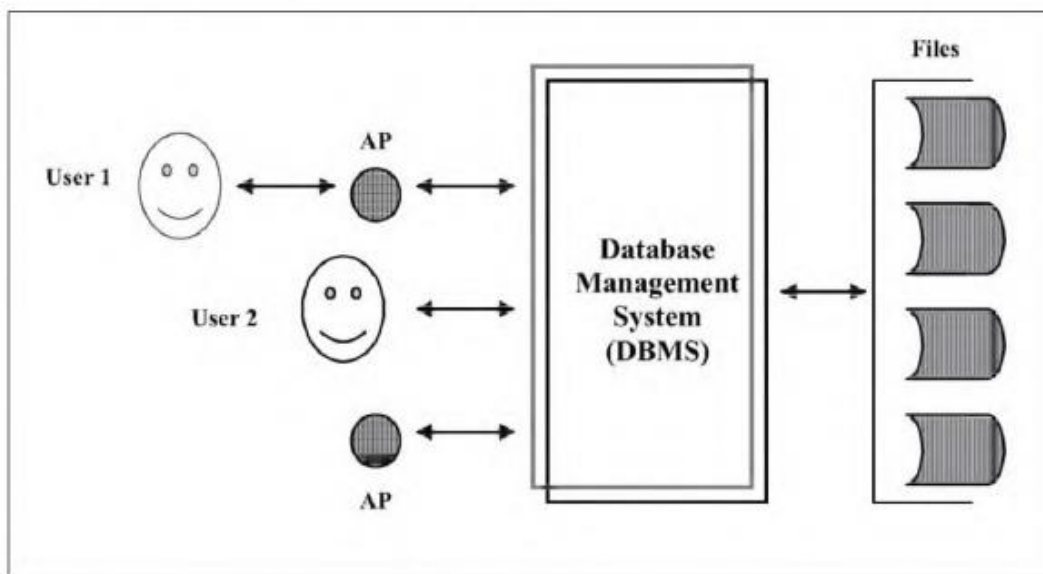 Files
AP
User 1
Database
Management
System
(DBMS)
User 2
AP